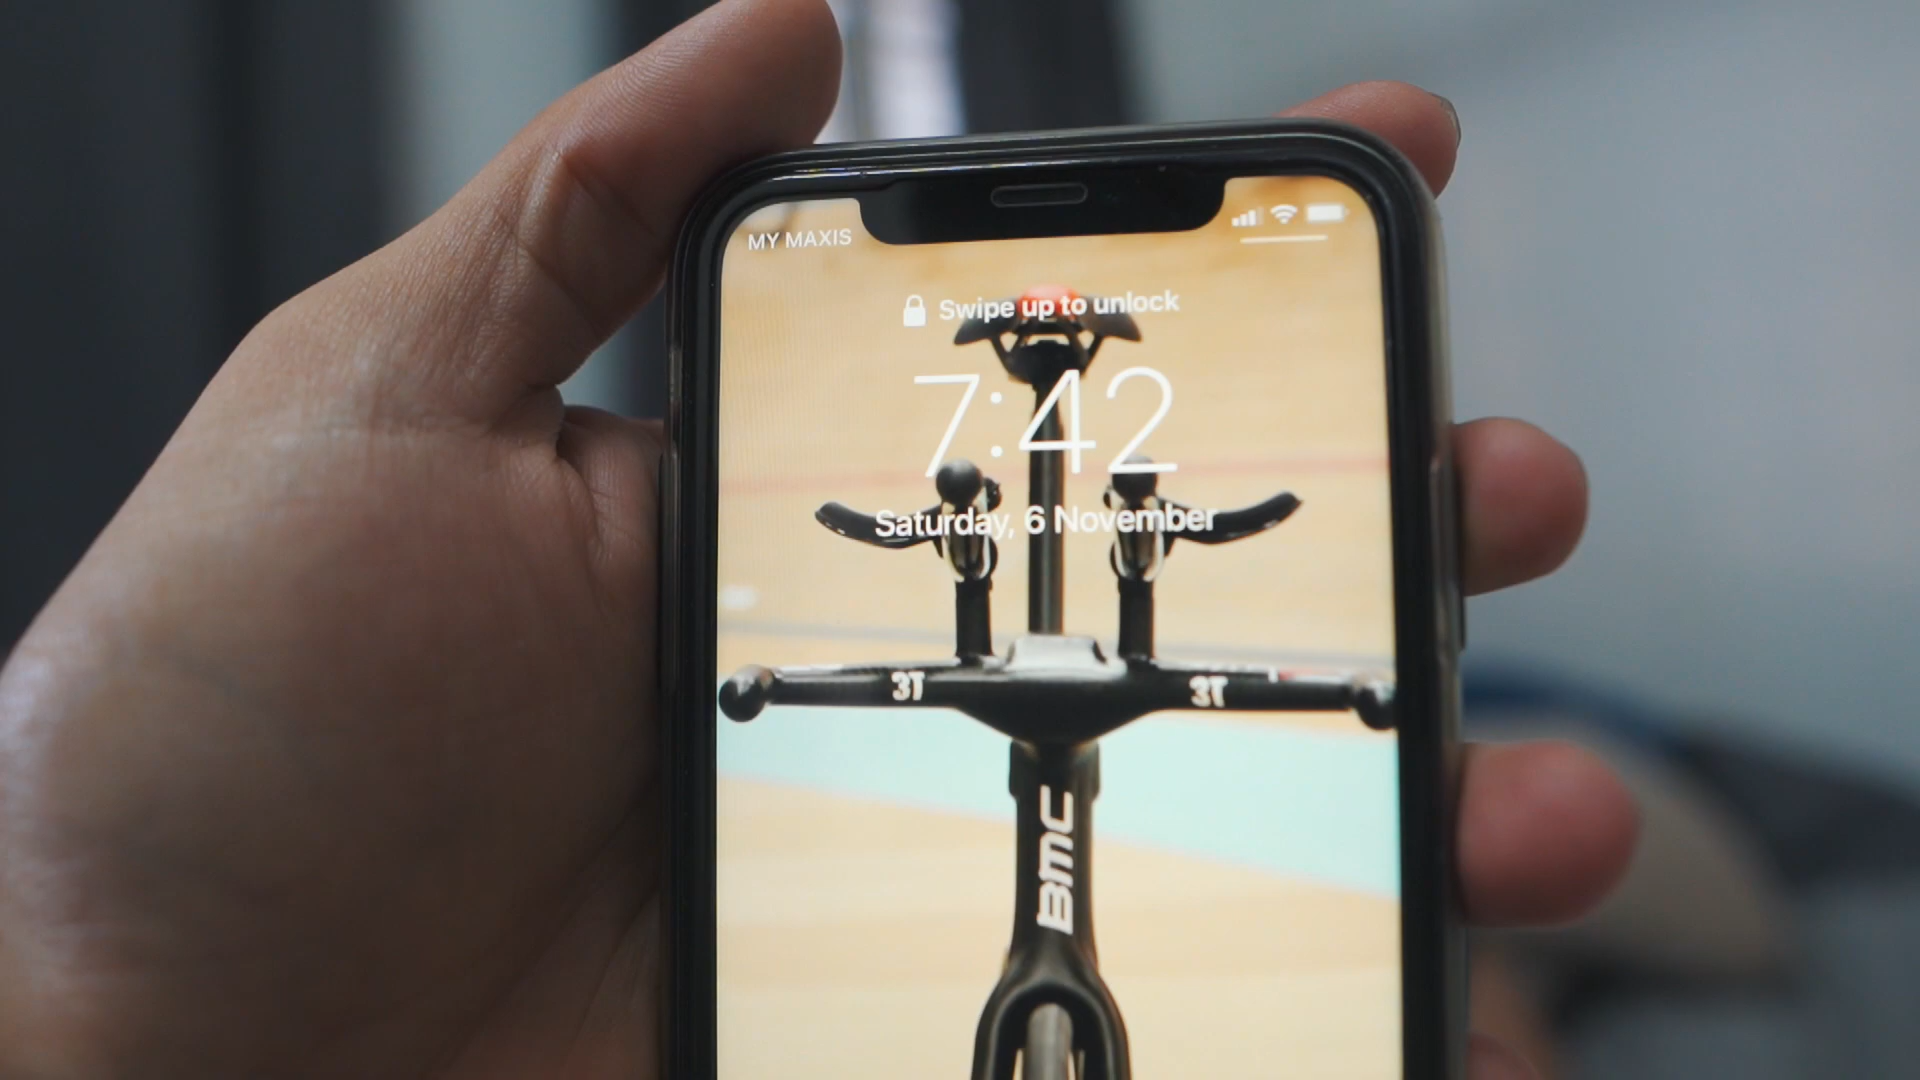 MY MAXIS
Swipe up to unlock
7:42
Saturday, 6 November
3T 3T
BMC